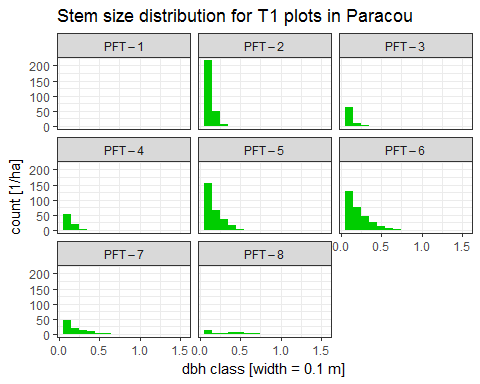 Stem size distribution for T1 plots in Paracou
PFT – 1
PFT – 2
PFT – 3
200
150
100
50
0
PFT – 4
PFT – 5
PFT – 6
200
150
100
50
0
0.0 0.5 1.0 1.5
PFT – 7
PFT – 8
200
150
100
50
0
0.0 0.5 1.0 1.5
0.0 0.5 1.0 1.5
count [1/ha]
dbh class [width = 0.1 m]